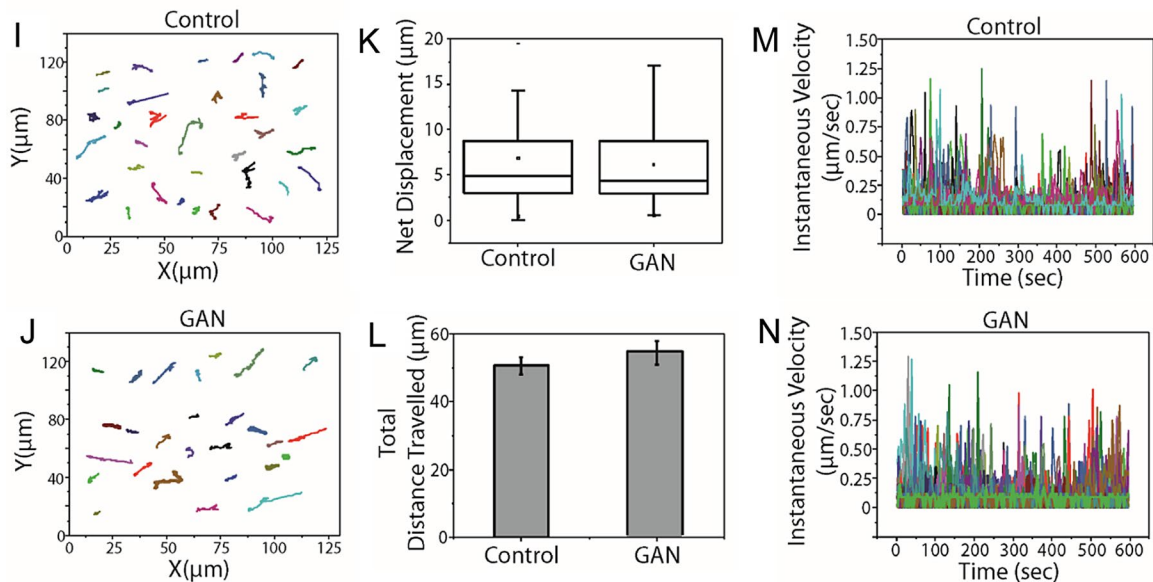 I
Control
Y(μm)
140
120
80
40
0
0
25
50
75
100
125
X(μm)
K
Net Displacement (μm)
20
15
10
5
0
Control
GAN
M
Control
Instantaneous Velocity
(μm/sec)
1.50
1.25
1.00
0.75
0.50
0.25
0
0
100
200
300
400
500
600
Time (sec)
J
GAN
Y(μm)
120
80
60
40
0
0
25
50
75
100
125
X(μm)
L
Total
Distance Travelled (μm)
60
40
20
0
Control
GAN
N
GAN
Instantaneous Velocity
(μm/sec)
1.50
1.25
1.00
0.75
0.50
0.25
0
0
100
200
300
400
500
600
Time (sec)